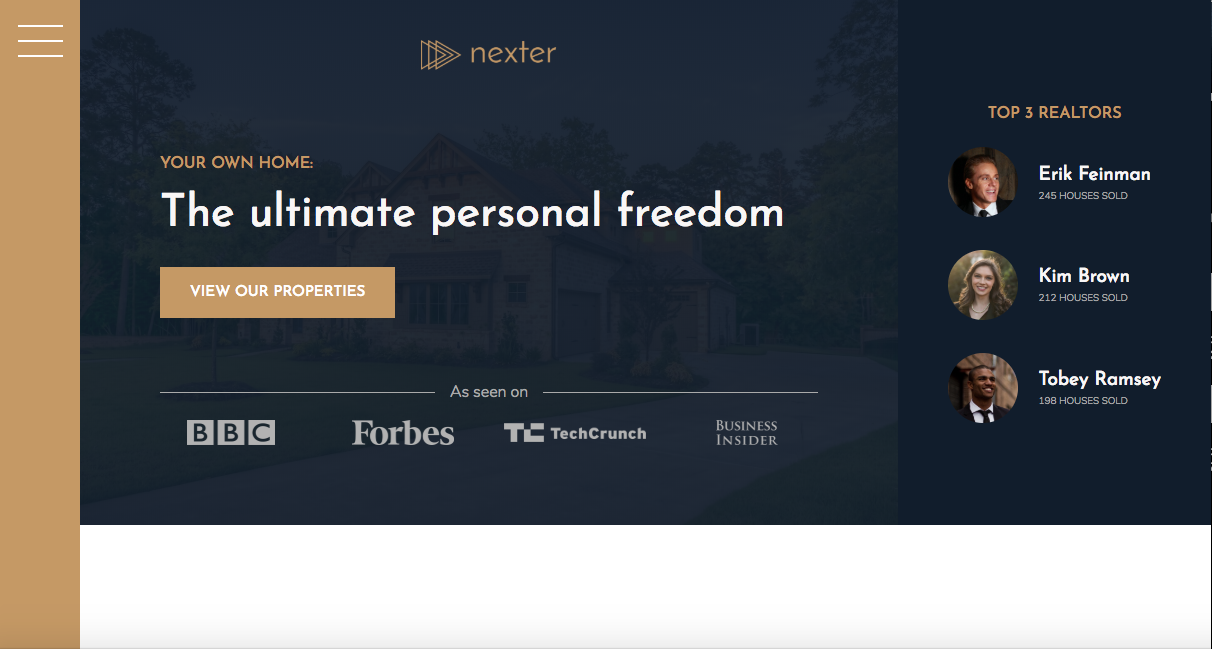 nexter
YOUR OWN HOME:
The ultimate personal freedom
VIEW OUR PROPERTIES
As seen on
BBC
Forbes
TC TechCrunch
BUSINESS
INSIDER
TOP 3 REALTORS
Erik Feinman
245 HOUSES SOLD
Kim Brown
212 HOUSES SOLD
Tobey Ramsey
198 HOUSES SOLD